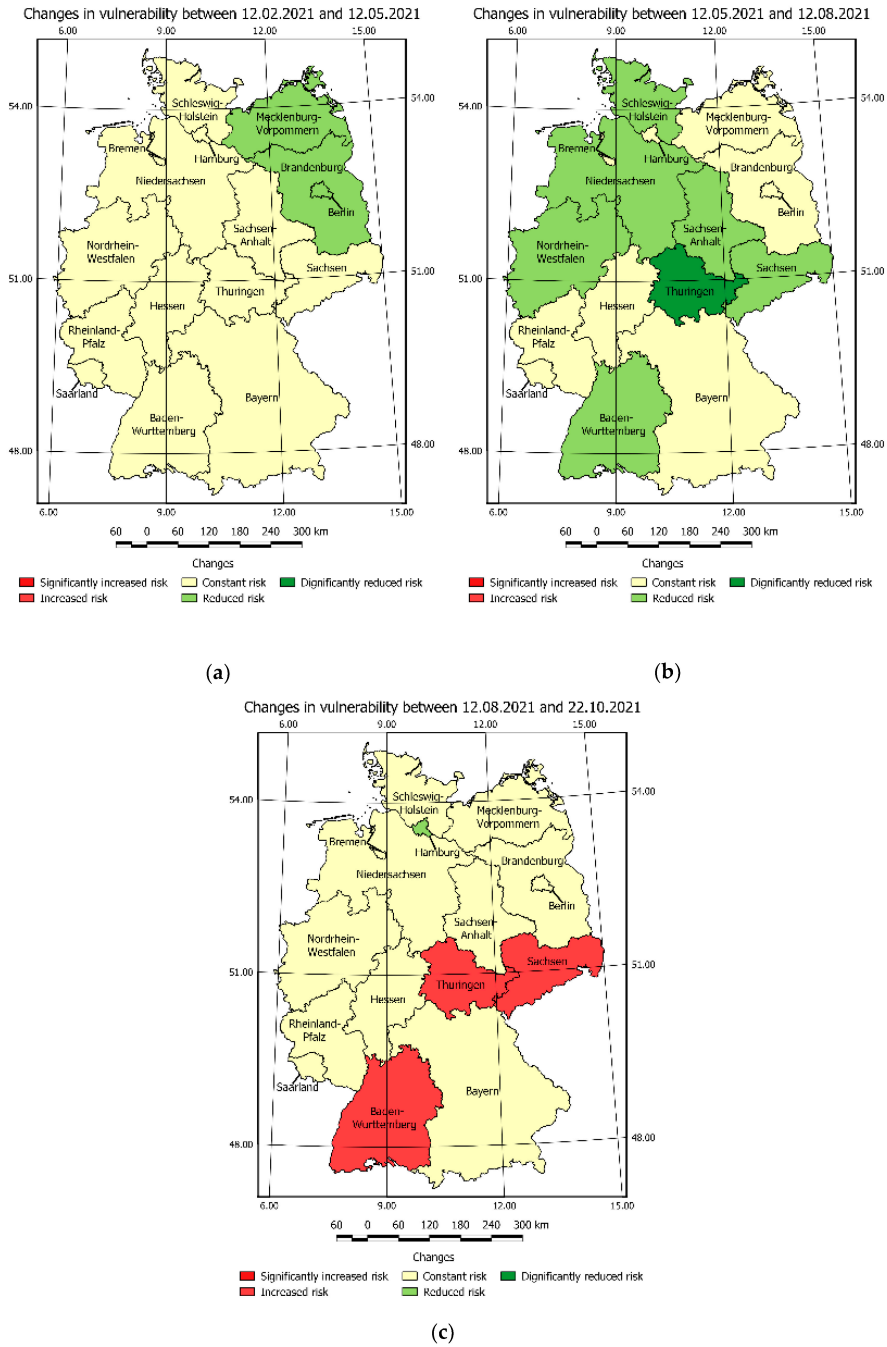 Changes in vulnerability between 12.02.2021 and 12.05.2021
6.00
9.00
12.00
15.00
54.00
54.00
Schleswig-
Holstein
Mecklenburg-
Vorpommern
Bremen
Hamburg
Brandenburg
Niedersachsen
Berlin
Sachsen-
Anhalt
Nordrhein-
Westfalen
Sachsen
51.00
51.00
Thuringen
Hessen
Rheinland-
Pfalz
Saarland
Bayern
Baden-
Wurttemberg
48.00
48.00
6.00
9.00
12.00
15.00
60 0 60 120 180 240 300 km
Changes
Significantly increased risk
Constant risk
Dignificantly reduced risk
Increased risk
Reduced risk
(a)
Changes in vulnerability between 12.05.2021 and 12.08.2021
6.00
9.00
12.00
15.00
54.00
54.00
Schleswig-
Holstein
Mecklenburg-
Vorpommern
Bremen
Hamburg
Brandenburg
Niedersachsen
Berlin
Sachsen-
Anhalt
Nordrhein-
Westfalen
Sachsen
51.00
51.00
Thuringen
Hessen
Rheinland-
Pfalz
Saarland
Bayern
Baden-
Wurttemberg
48.00
48.00
6.00
9.00
12.00
15.00
60 0 60 120 180 240 300 km
Changes
Significantly increased risk
Constant risk
Dignificantly reduced risk
Increased risk
Reduced risk
(b)
Changes in vulnerability between 12.08.2021 and 22.10.2021
6.00
9.00
12.00
15.00
54.00
54.00
Schleswig-
Holstein
Mecklenburg-
Vorpommern
Bremen
Hamburg
Brandenburg
Niedersachsen
Berlin
Sachsen-
Anhalt
Nordrhein-
Westfalen
Sachsen
51.00
51.00
Thuringen
Hessen
Rheinland-
Pfalz
Saarland
Bayern
Baden-
Wurttemberg
48.00
48.00
6.00
9.00
12.00
15.00
60 0 60 120 180 240 300 km
Changes
Significantly increased risk
Constant risk
Dignificantly reduced risk
Increased risk
Reduced risk
(c)